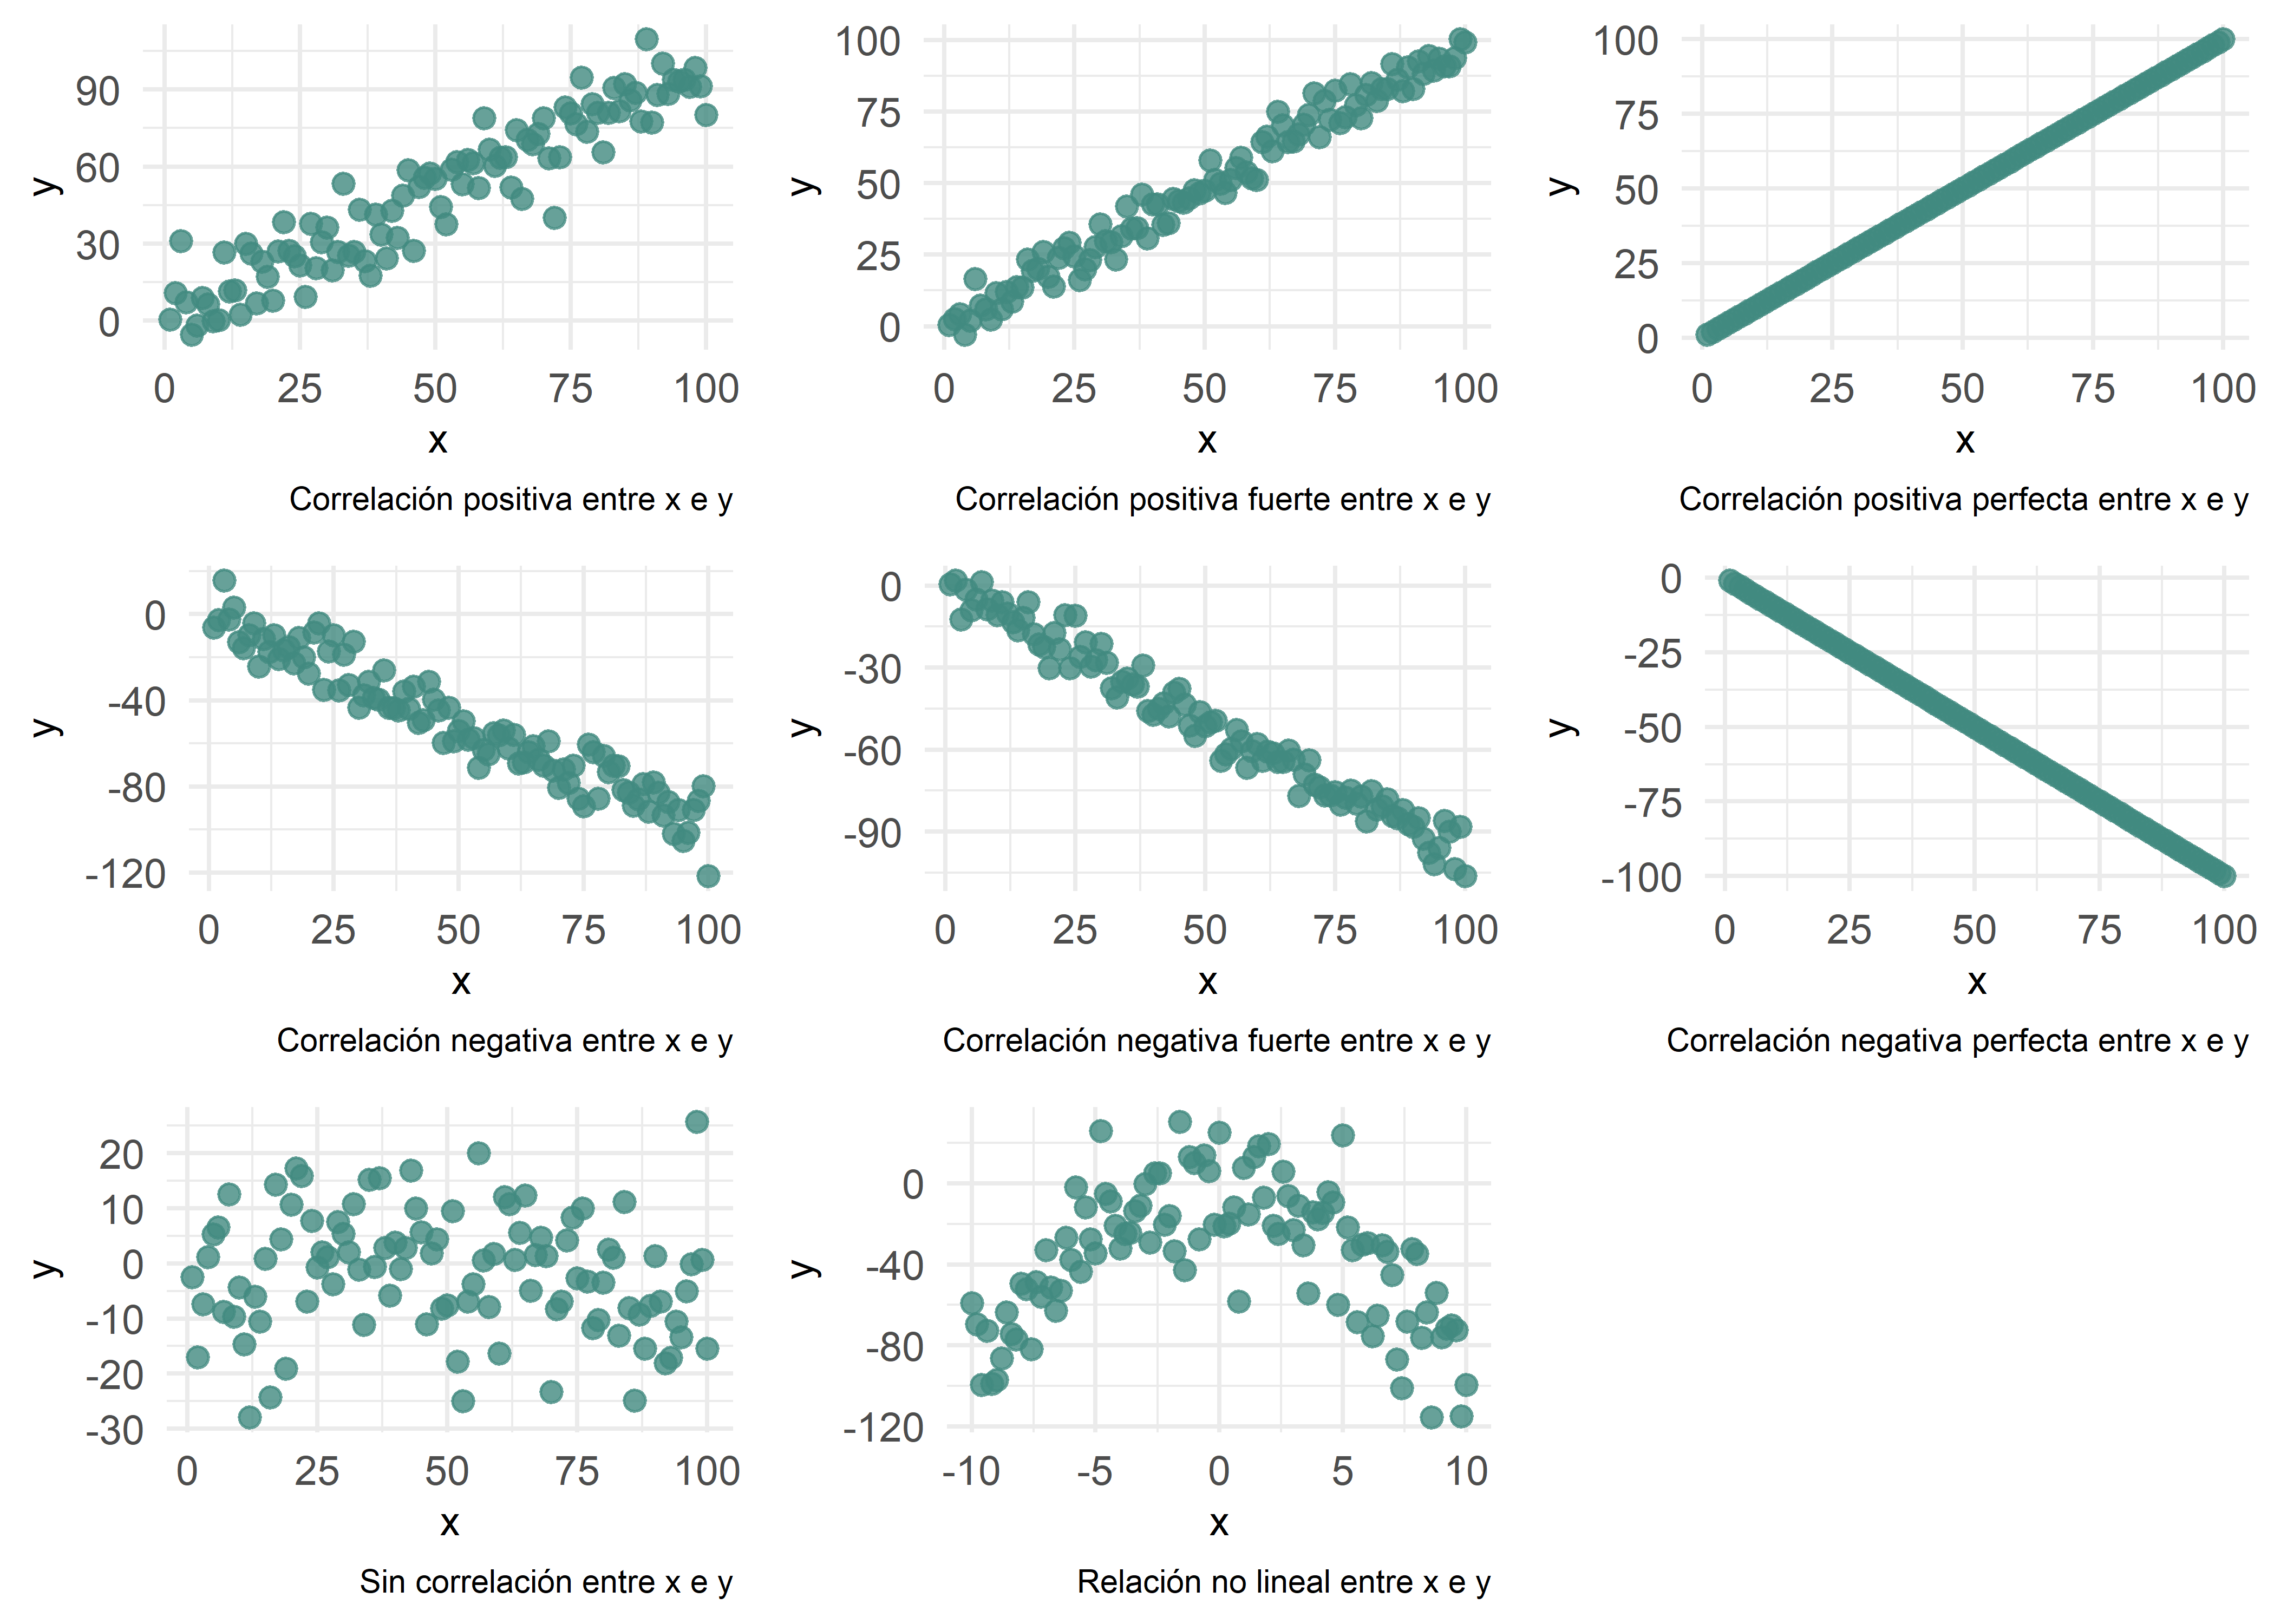 90
60
30
0
y
0 25 50 75 100
x
Correlación positiva entre x e y
100
75
50
25
0
y
0 25 50 75 100
x
Correlación positiva fuerte entre x e y
100
75
50
25
0
y
0 25 50 75 100
x
Correlación positiva perfecta entre x e y
0
-40
-80
-120
y
0 25 50 75 100
x
Correlación negativa entre x e y
0
-30
-60
-90
y
0 25 50 75 100
x
Correlación negativa fuerte entre x e y
0
-25
-50
-75
-100
y
0 25 50 75 100
x
Correlación negativa perfecta entre x e y
20
10
0
-10
-20
-30
y
0 25 50 75 100
x
Sin correlación entre x e y
0
-40
-80
-120
y
-10 -5 0 5 10
x
Relación no lineal entre x e y